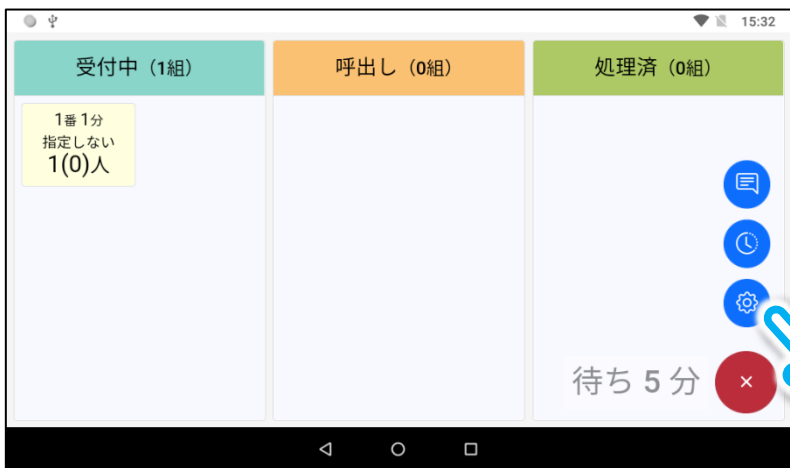 15:32
受付中（1組）
呼出し（0組）
処理済（0組）
1番 1分
指定しない
1(0)人
待ち 5 分